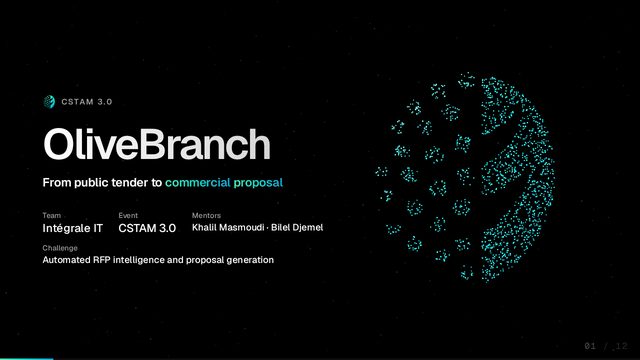 CSTAM 3.0
OliveBranch
From public tender to commercial proposal
Team Event Mentors
Intégrale IT CSTAM 3.0 Khalil Masmoudi · Bilel Djemel
Challenge
Automated RFP intelligence and proposal generation
01 / 12